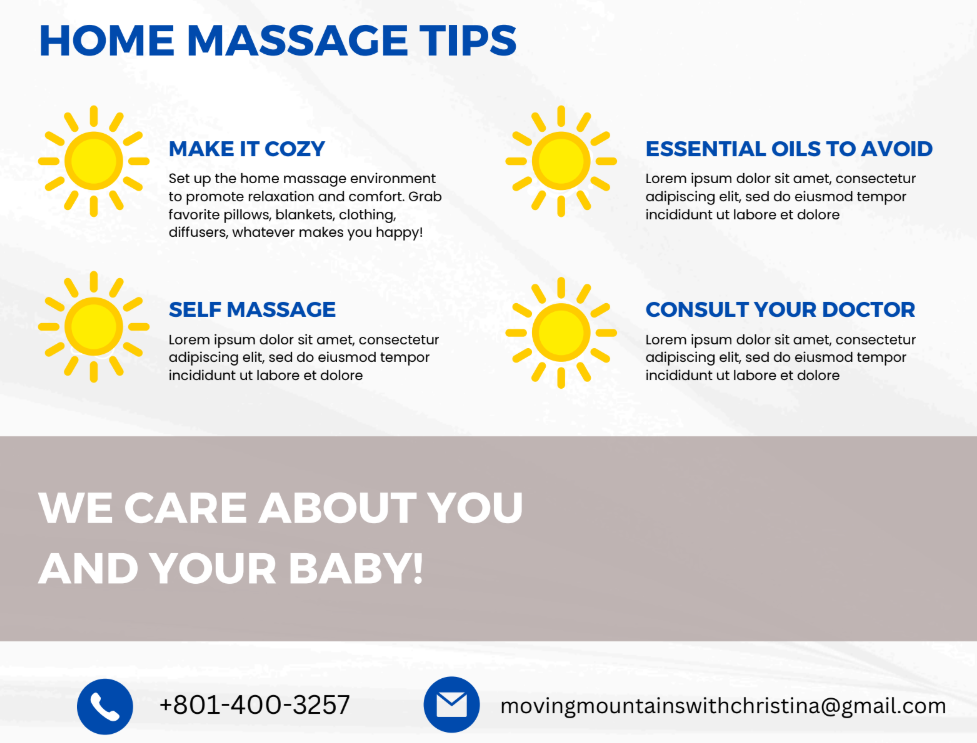 HOME MASSAGE TIPS
MAKE IT COZY
Set up the home massage environment
to promote relaxation and comfort. Grab
favorite pillows, blankets, clothing,
diffusers, whatever makes you happy!
ESSENTIAL OILS TO AVOID
Lorem ipsum dolor sit amet, consectetur
adipiscing elit, sed do eiusmod tempor
incididunt ut labore et dolore
SELF MASSAGE
Lorem ipsum dolor sit amet, consectetur
adipiscing elit, sed do eiusmod tempor
incididunt ut labore et dolore
CONSULT YOUR DOCTOR
Lorem ipsum dolor sit amet, consectetur
adipiscing elit, sed do eiusmod tempor
incididunt ut labore et dolore
WE CARE ABOUT YOU
AND YOUR BABY!
+801-400-3257
movingmountainswithchristina@gmail.com